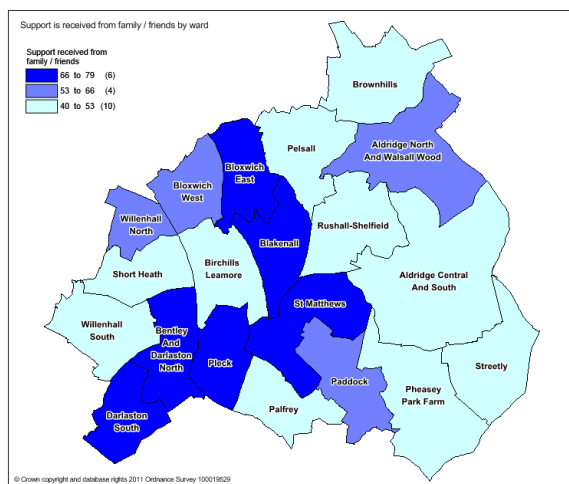 Support is received from family / friends by ward
Support received from
family / friends
66 to 79 (6)
53 to 66 (4)
40 to 53 (10)
Brownhills
Pelsall
Aldridge North
And Walsall Wood
Bloxwich
East
Bloxwich
West
Willenhall
North
Rushall-Shelfield
Blakenall
Birchills
Leamore
Short Heath
Aldridge Central
And South
St Matthews
Willenhall
South
Bentley
And
Darlaston
North
Pleck
Streetly
Paddock
Pheasey
Park Farm
Palfrey
Darlaston
South
© Crown copyright and database rights 2011 Ordnance Survey 100019529